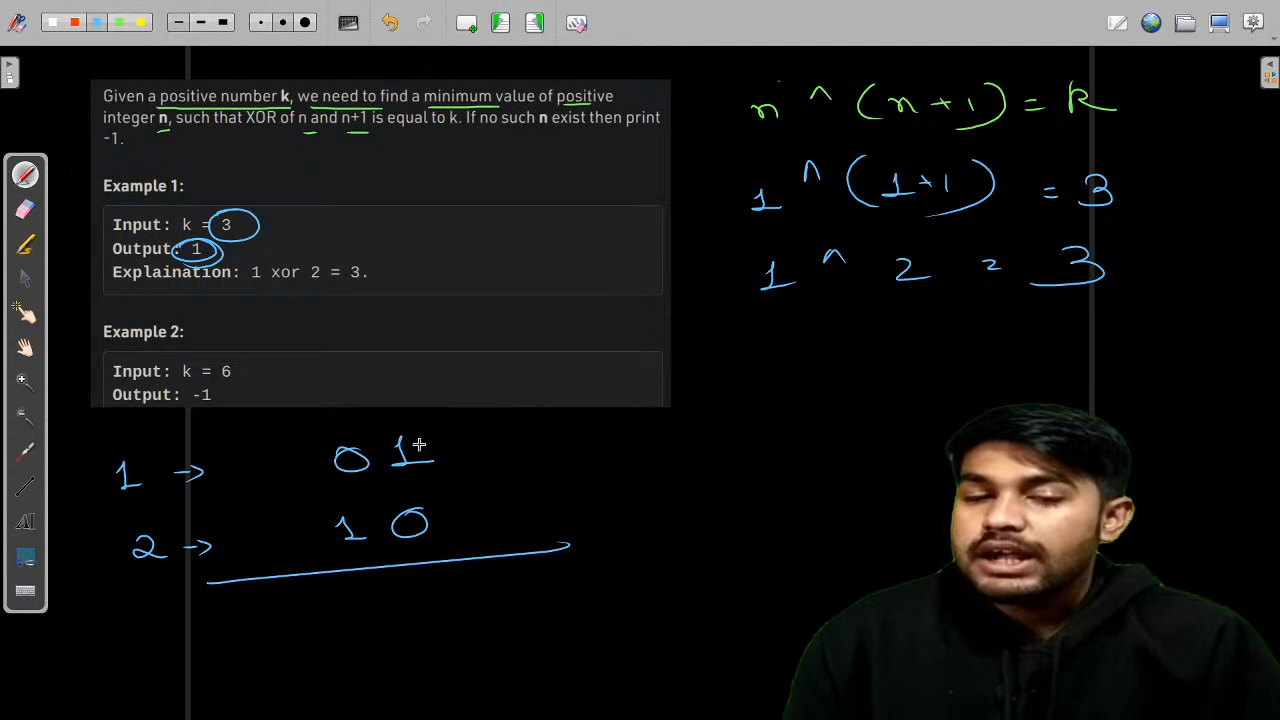 Given a positive number k, we need to find a minimum value of positive
integer n, such that XOR of n and n+1 is equal to k. If no such n exist then print
-1.
Example 1:
Input: k = 3
Output: 1
Explaination: 1 xor 2 = 3.
Example 2:
Input: k = 6
Output: -1
n ^ (n+1) = k
1 ^ (1+1) = 3
1 ^ 2 = 3
1 → 0 1
2 → 1 0